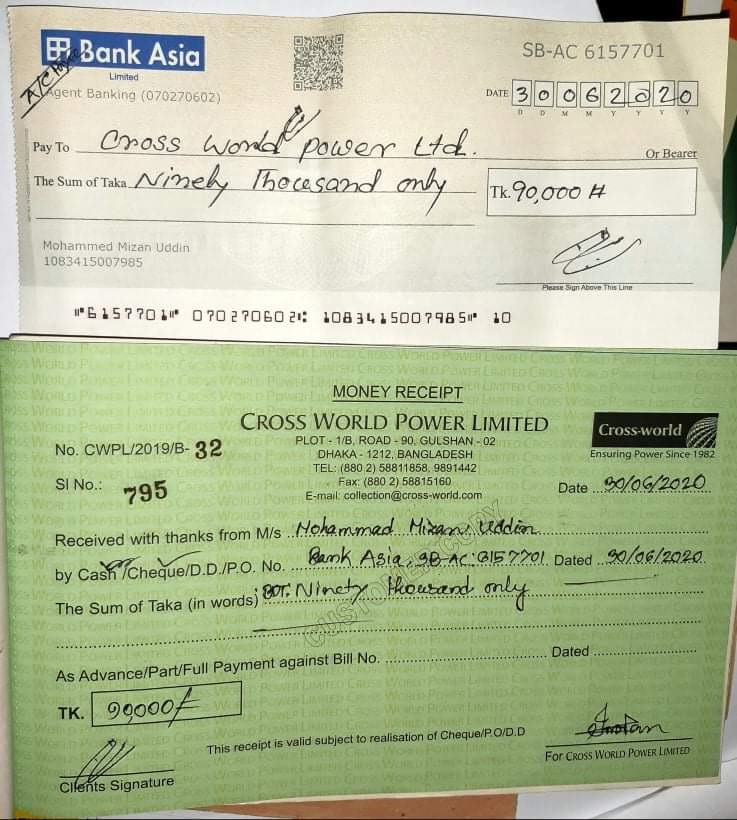 Bank Asia
Limited
A/C Payee
Agent Banking (070270602)
SB-AC 6157701
DATE 30062020
D D M M Y Y Y Y
Pay To Cross World power Ltd.
Or Bearer
The Sum of Taka Ninety Thousand only
Tk. 90,000 #
Mohammed Mizan Uddin
1083415007985
Please Sign Above This Line
⑈6157701⑈ 070270602⑆ 1083415007985⑈ 10
MONEY RECEIPT
CROSS WORLD POWER LIMITED
PLOT - 1/B, ROAD - 90, GULSHAN - 02
DHAKA - 1212, BANGLADESH
TEL: (880 2) 58811858, 9891442
Fax: (880 2) 58815160
E-mail: collection@cross-world.com
Cross-world
Ensuring Power Since 1982
No. CWPL/2019/B- 32
Sl No.: 795
Date 30/06/2020
Received with thanks from M/s Mohammad Mizan Uddin
by Cash/Cheque/D.D./P.O. No. Bank Asia, SB-AC: 6157701 Dated 30/06/2020
The Sum of Taka (in words) BDT: Ninety thousand only
CUSTOMER COPY
As Advance/Part/Full Payment against Bill No. Dated
TK. 90000/-
This receipt is valid subject to realisation of Cheque/P.O/D.D
Clients Signature
For CROSS WORLD POWER LIMITED